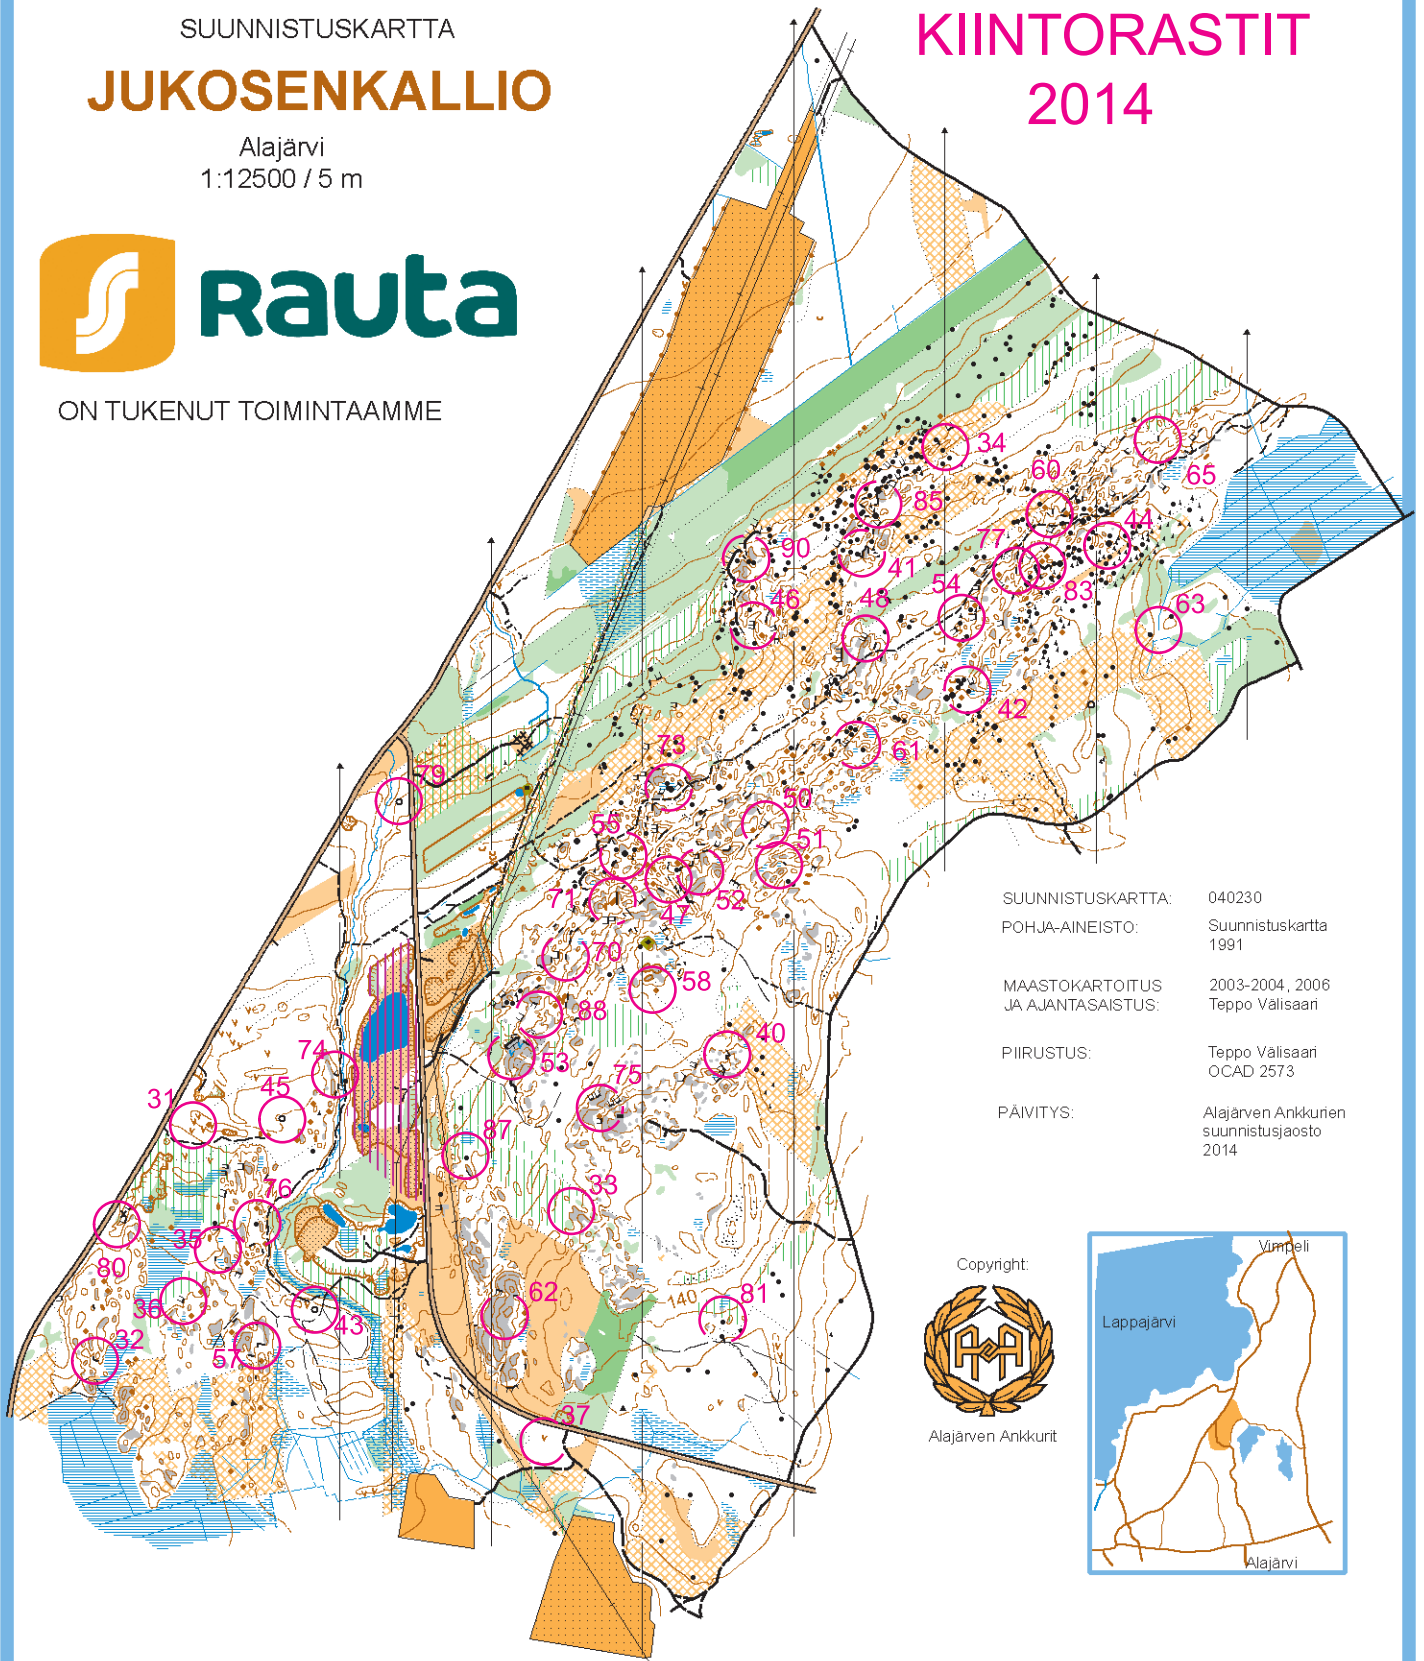 SUUNNISTUSKARTTA
JUKOSENKALLIO
Alajärvi
1:12500 / 5 m
Rauta
ON TUKENUT TOIMINTAAMME
KIINTORASTIT
2014
34
60
65
85
44
90
77
41
83
54
46
48
63
42
61
73
79
50
55
51
71
47
52
70
58
88
40
74
53
31
45
75
87
76
33
35
80
36
62
140
81
43
32
57
37
SUUNNISTUSKARTTA: 040230
POHJA-AINEISTO: Suunnistuskartta
1991
MAASTOKARTOITUS 2003-2004, 2006
JA AJANTASAISTUS: Teppo Välisaari
PIIRUSTUS: Teppo Välisaari
OCAD 2573
PÄIVITYS: Alajärven Ankkurien
suunnistusjaosto
2014
Copyright:
Alajärven Ankkurit
Vimpeli
Lappajärvi
Alajärvi